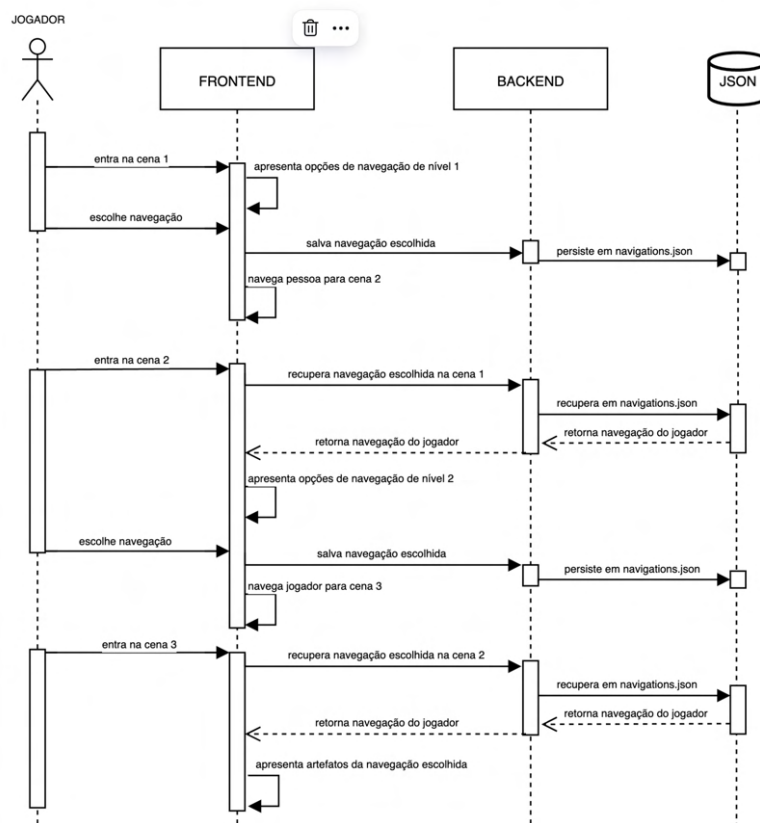 JOGADOR
FRONTEND
BACKEND
JSON
entra na cena 1
apresenta opções de navegação de nível 1
escolhe navegação
salva navegação escolhida
persiste em navigations.json
navega pessoa para cena 2
entra na cena 2
recupera navegação escolhida na cena 1
recupera em navigations.json
retorna navegação do jogador
retorna navegação do jogador
apresenta opções de navegação de nível 2
escolhe navegação
salva navegação escolhida
persiste em navigations.json
navega jogador para cena 3
entra na cena 3
recupera navegação escolhida na cena 2
recupera em navigations.json
retorna navegação do jogador
retorna navegação do jogador
apresenta artefatos da navegação escolhida